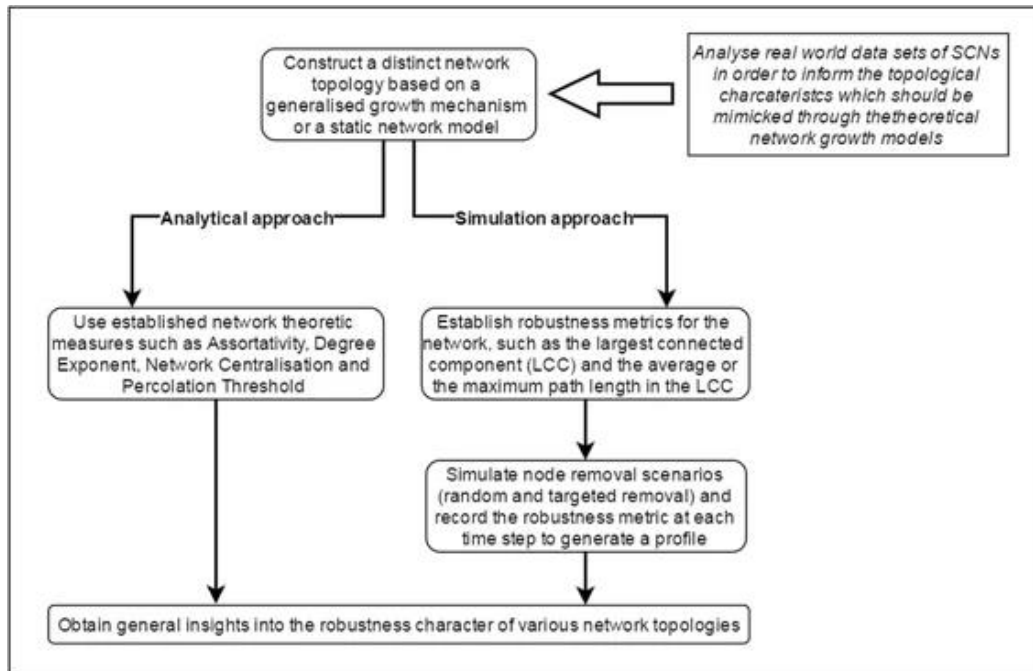 Construct a distinct network
topology based on a
generalised growth mechanism
or a static network model
Analyse real world data sets of SCNs
in order to inform the topological
charcateristcs which should be
mimicked through thetheoretical
network growth models
Analytical approach
Simulation approach
Use established network theoretic
measures such as Assortativity, Degree
Exponent, Network Centralisation and
Percolation Threshold
Establish robustness metrics for the
network, such as the largest connected
component (LCC) and the average or
the maximum path length in the LCC
Simulate node removal scenarios
(random and targeted removal) and
record the robustness metric at each
time step to generate a profile
Obtain general insights into the robustness character of various network topologies